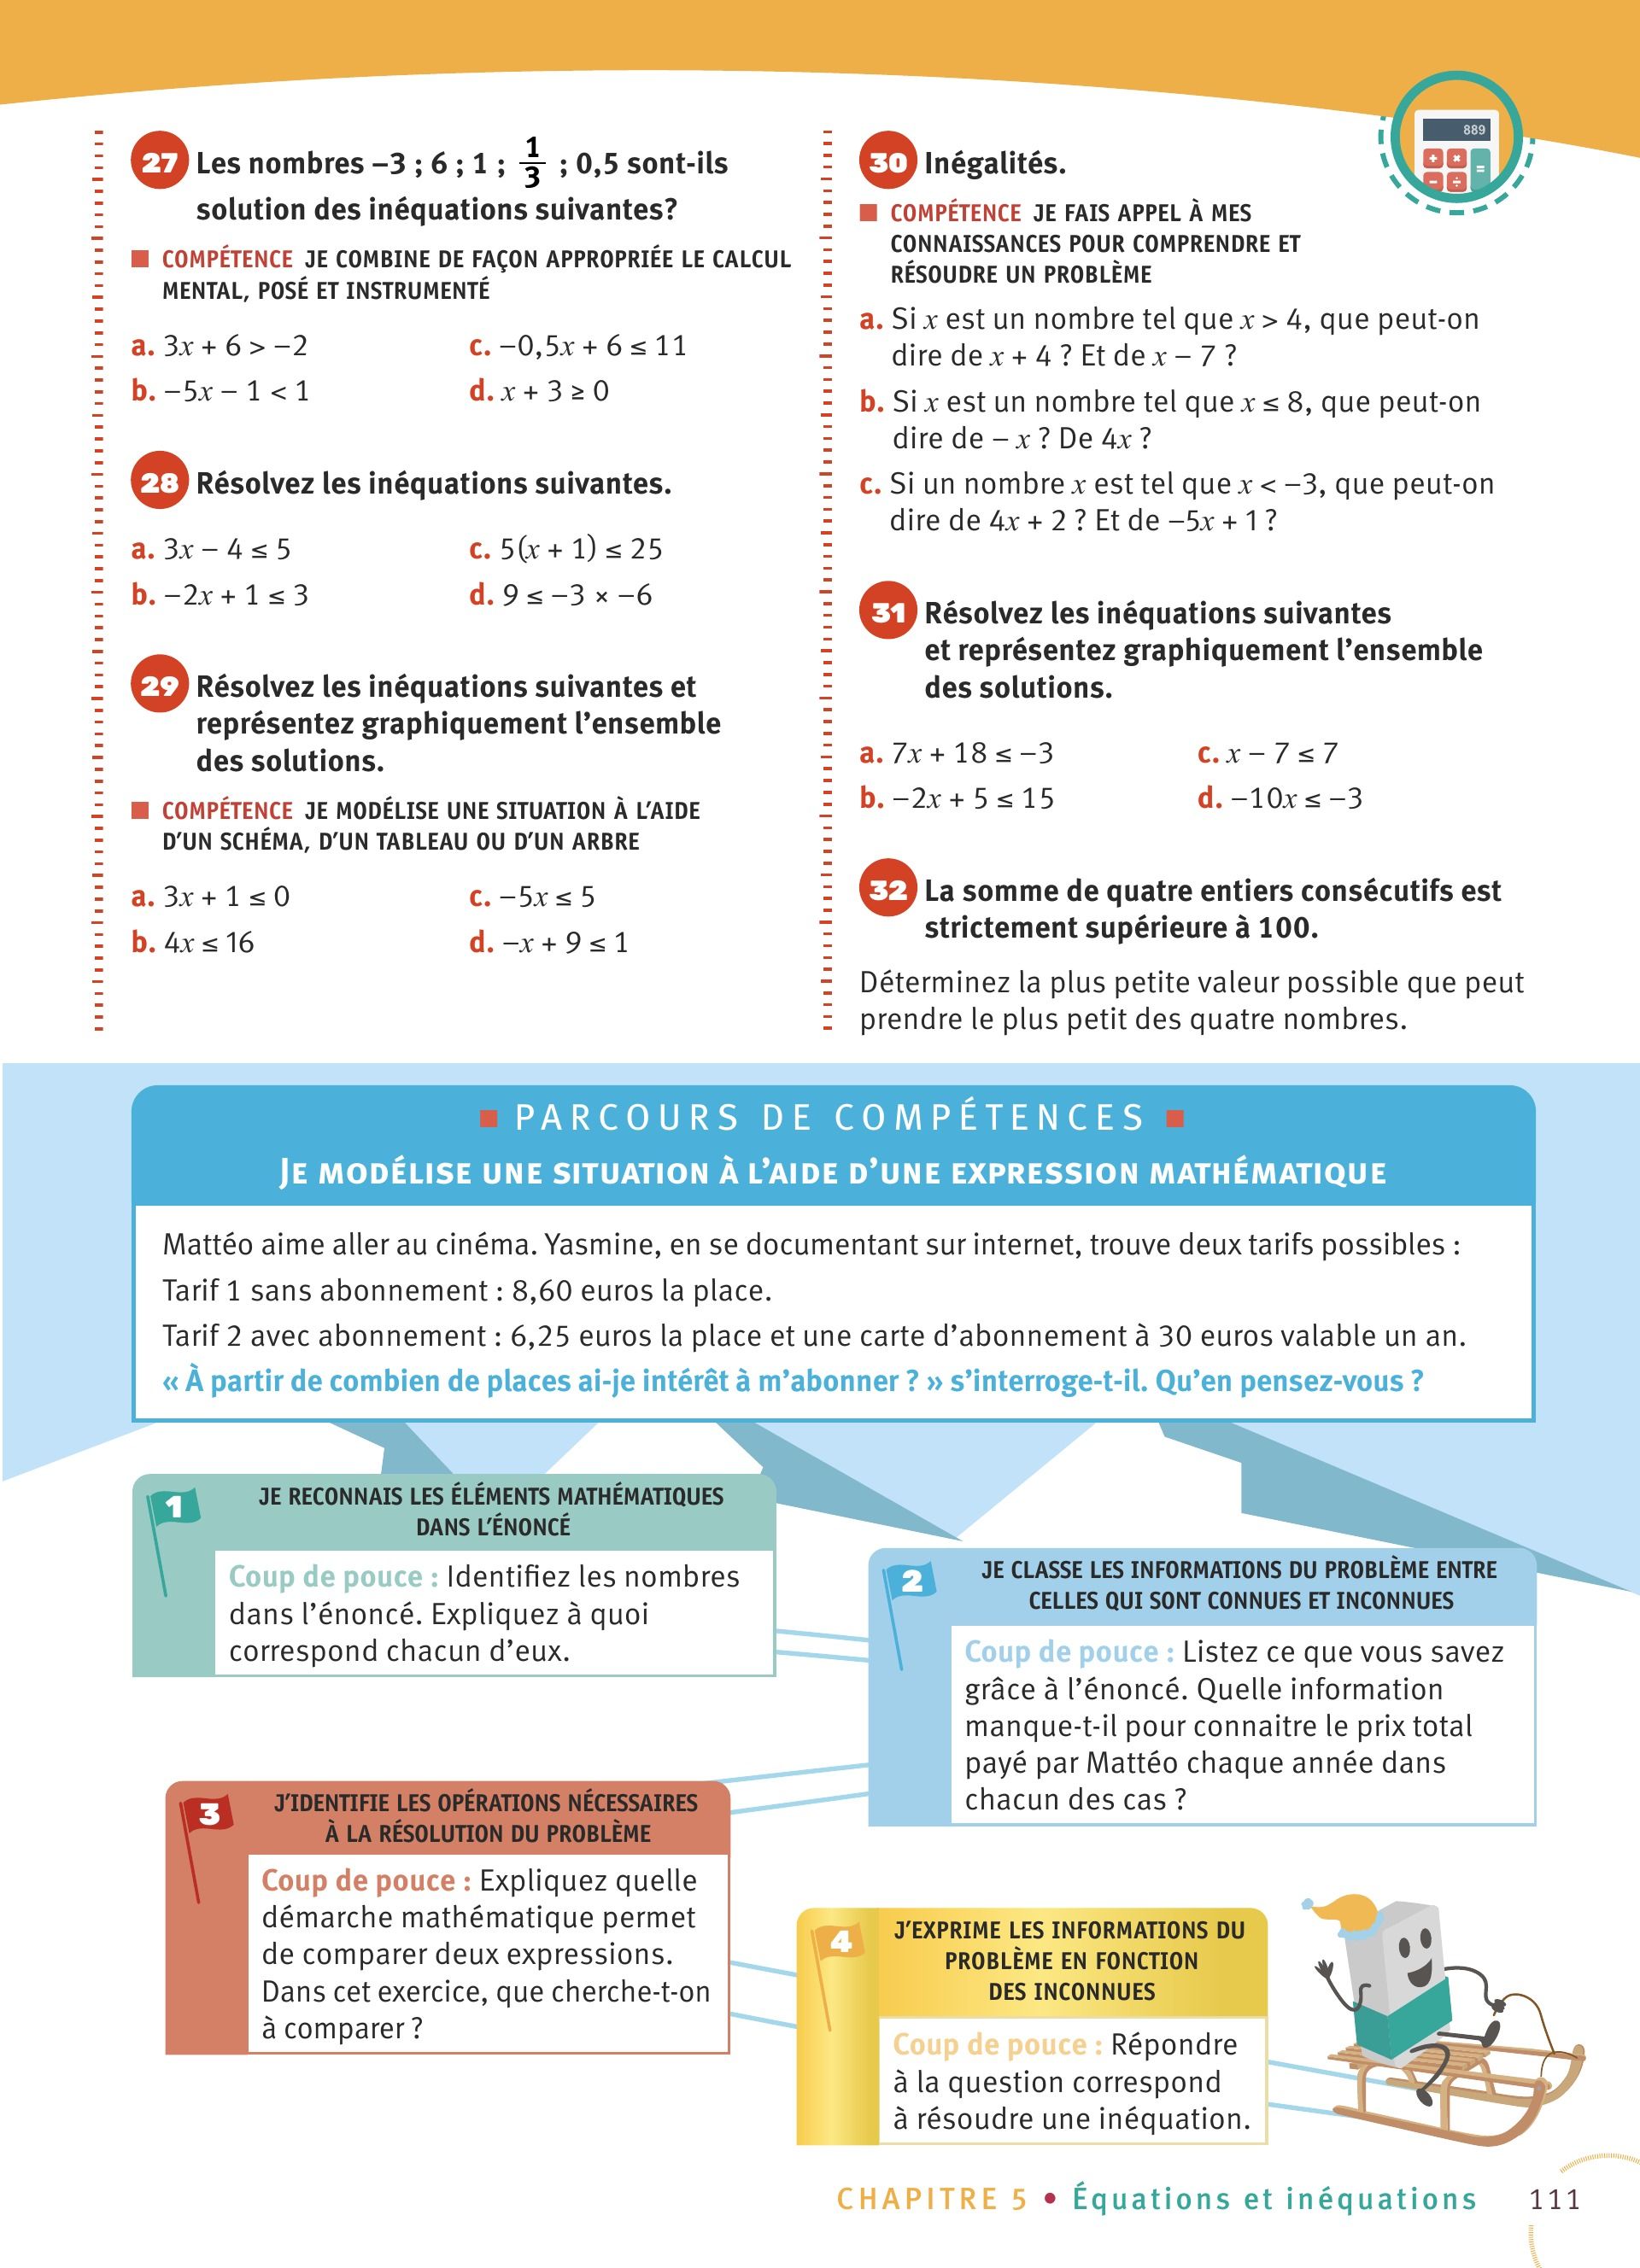 889
27 Les nombres –3 ; 6 ; 1 ; 1/3 ; 0,5 sont-ils
solution des inéquations suivantes?
COMPÉTENCE JE COMBINE DE FAÇON APPROPRIÉE LE CALCUL
MENTAL, POSÉ ET INSTRUMENTÉ
a. 3x + 6 > –2
c. –0,5x + 6 ≤ 11
b. –5x – 1 < 1
d. x + 3 ≥ 0
28 Résolvez les inéquations suivantes.
a. 3x – 4 ≤ 5
c. 5(x + 1) ≤ 25
b. –2x + 1 ≤ 3
d. 9 ≤ –3 × –6
29 Résolvez les inéquations suivantes et
représentez graphiquement l’ensemble
des solutions.
COMPÉTENCE JE MODÉLISE UNE SITUATION À L’AIDE
D’UN SCHÉMA, D’UN TABLEAU OU D’UN ARBRE
a. 3x + 1 ≤ 0
c. –5x ≤ 5
b. 4x ≤ 16
d. –x + 9 ≤ 1
30 Inégalités.
COMPÉTENCE JE FAIS APPEL À MES
CONNAISSANCES POUR COMPRENDRE ET
RÉSOUDRE UN PROBLÈME
a. Si x est un nombre tel que x > 4, que peut-on
dire de x + 4 ? Et de x – 7 ?
b. Si x est un nombre tel que x ≤ 8, que peut-on
dire de – x ? De 4x ?
c. Si un nombre x est tel que x < –3, que peut-on
dire de 4x + 2 ? Et de –5x + 1 ?
31 Résolvez les inéquations suivantes
et représentez graphiquement l’ensemble
des solutions.
a. 7x + 18 ≤ –3
c. x – 7 ≤ 7
b. –2x + 5 ≤ 15
d. –10x ≤ –3
32 La somme de quatre entiers consécutifs est
strictement supérieure à 100.
Déterminez la plus petite valeur possible que peut
prendre le plus petit des quatre nombres.
PARCOURS DE COMPÉTENCES
JE MODÉLISE UNE SITUATION À L’AIDE D’UNE EXPRESSION MATHÉMATIQUE
Mattéo aime aller au cinéma. Yasmine, en se documentant sur internet, trouve deux tarifs possibles :
Tarif 1 sans abonnement : 8,60 euros la place.
Tarif 2 avec abonnement : 6,25 euros la place et une carte d’abonnement à 30 euros valable un an.
« À partir de combien de places ai-je intérêt à m’abonner ? » s’interroge-t-il. Qu’en pensez-vous ?
1
JE RECONNAIS LES ÉLÉMENTS MATHÉMATIQUES
DANS L’ÉNONCÉ
Coup de pouce : Identifiez les nombres
dans l’énoncé. Expliquez à quoi
correspond chacun d’eux.
2
JE CLASSE LES INFORMATIONS DU PROBLÈME ENTRE
CELLES QUI SONT CONNUES ET INCONNUES
Coup de pouce : Listez ce que vous savez
grâce à l’énoncé. Quelle information
manque-t-il pour connaitre le prix total
payé par Mattéo chaque année dans
chacun des cas ?
3
J’IDENTIFIE LES OPÉRATIONS NÉCESSAIRES
À LA RÉSOLUTION DU PROBLÈME
Coup de pouce : Expliquez quelle
démarche mathématique permet
de comparer deux expressions.
Dans cet exercice, que cherche-t-on
à comparer ?
4
J’EXPRIME LES INFORMATIONS DU
PROBLÈME EN FONCTION
DES INCONNUES
Coup de pouce : Répondre
à la question correspond
à résoudre une inéquation.
CHAPITRE 5 • Équations et inéquations 111